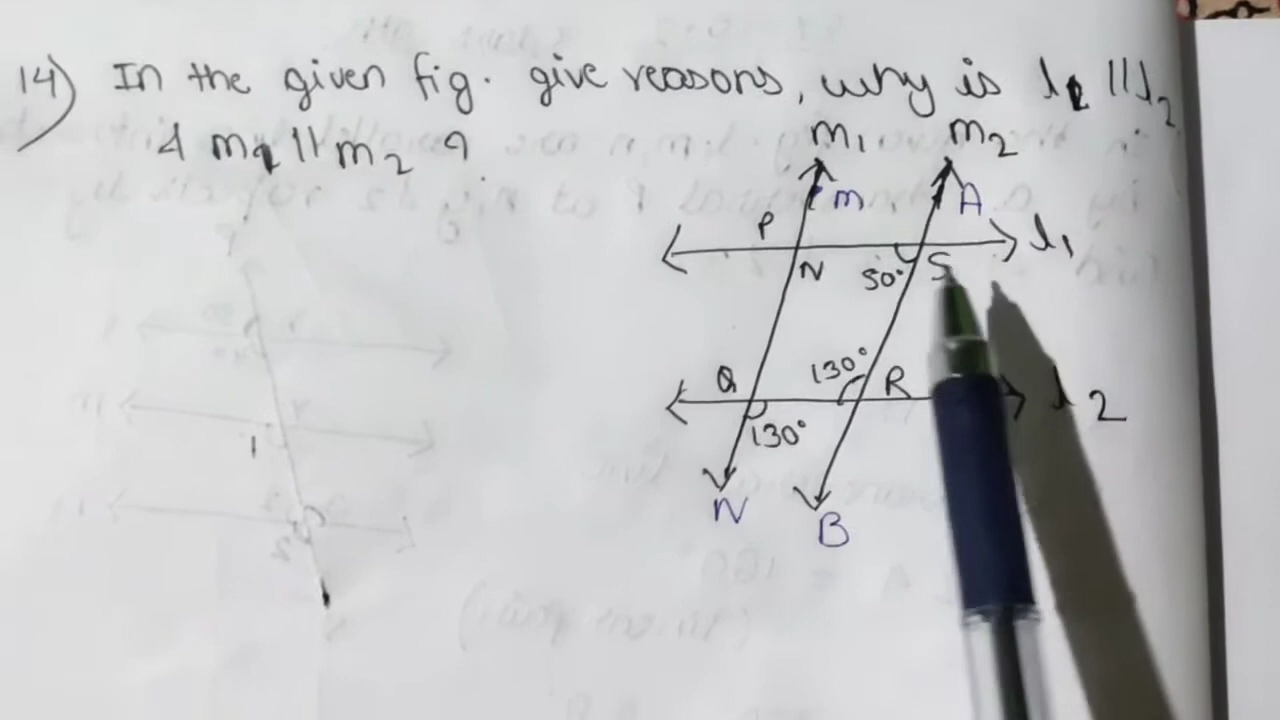 14) In the given fig. give reasons, why is l1 || l2
& m1 || m2 ?
m1 m2
m A
P l1
N 50° S
130°
Q R l2
130°
N B